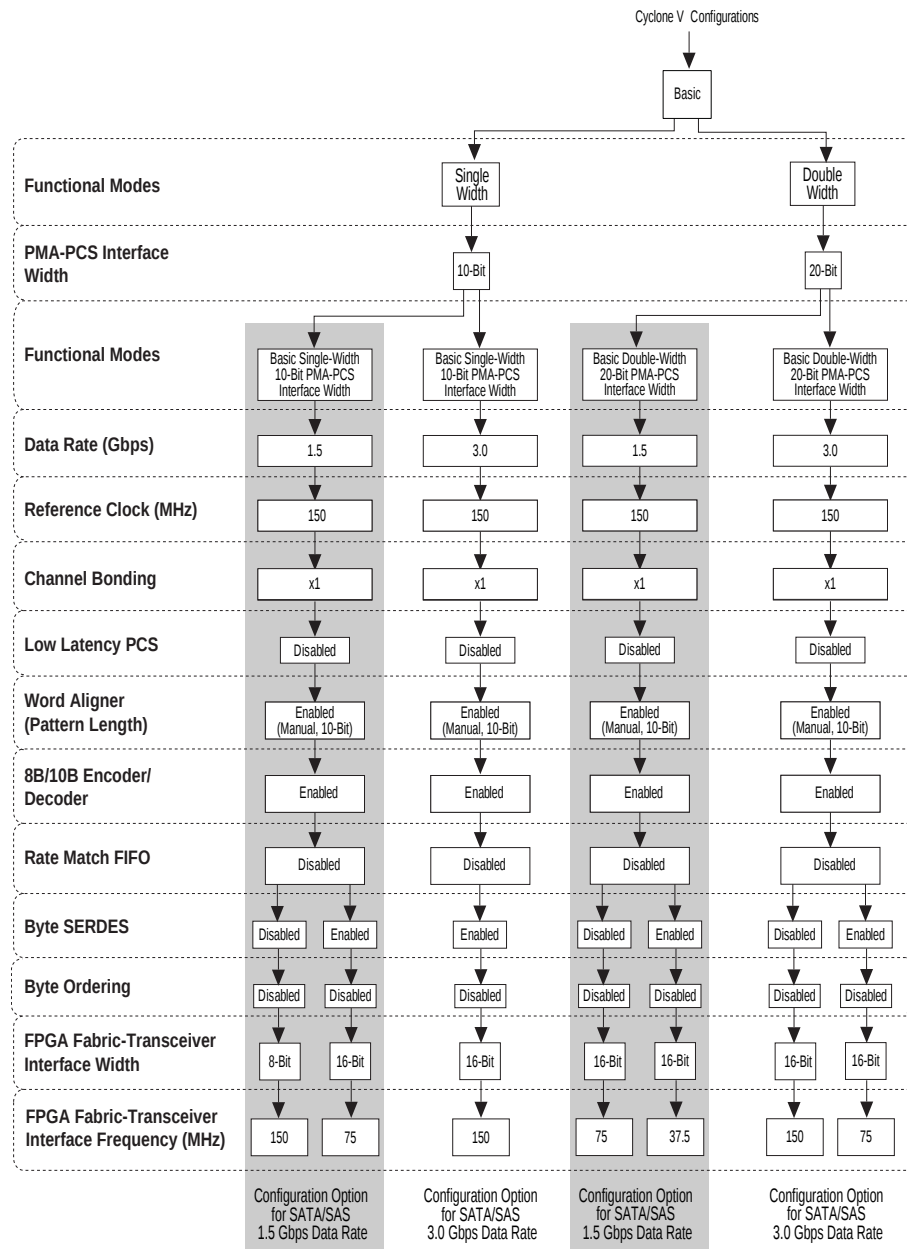 Cyclone V Configurations
Basic
Functional Modes
Single
Width
Double
Width
PMA-PCS Interface
Width
10-Bit
20-Bit
Functional Modes
Basic Single-Width
10-Bit PMA-PCS
Interface Width
Basic Single-Width
10-Bit PMA-PCS
Interface Width
Basic Double-Width
20-Bit PMA-PCS
Interface Width
Basic Double-Width
20-Bit PMA-PCS
Interface Width
Data Rate (Gbps)
1.5
3.0
1.5
3.0
Reference Clock (MHz)
150
150
150
150
Channel Bonding
x1
x1
x1
x1
Low Latency PCS
Disabled
Disabled
Disabled
Disabled
Word Aligner
(Pattern Length)
Enabled
(Manual, 10-Bit)
Enabled
(Manual, 10-Bit)
Enabled
(Manual, 10-Bit)
Enabled
(Manual, 10-Bit)
8B/10B Encoder/
Decoder
Enabled
Enabled
Enabled
Enabled
Rate Match FIFO
Disabled
Disabled
Disabled
Disabled
Byte SERDES
Disabled
Enabled
Enabled
Disabled
Enabled
Disabled
Enabled
Byte Ordering
Disabled
Disabled
Disabled
Disabled
Disabled
Disabled
Disabled
FPGA Fabric-Transceiver
Interface Width
8-Bit
16-Bit
16-Bit
16-Bit
16-Bit
16-Bit
16-Bit
FPGA Fabric-Transceiver
Interface Frequency (MHz)
150
75
150
75
37.5
150
75
Configuration Option
for SATA/SAS
1.5 Gbps Data Rate
Configuration Option
for SATA/SAS
3.0 Gbps Data Rate
Configuration Option
for SATA/SAS
1.5 Gbps Data Rate
Configuration Option
for SATA/SAS
3.0 Gbps Data Rate